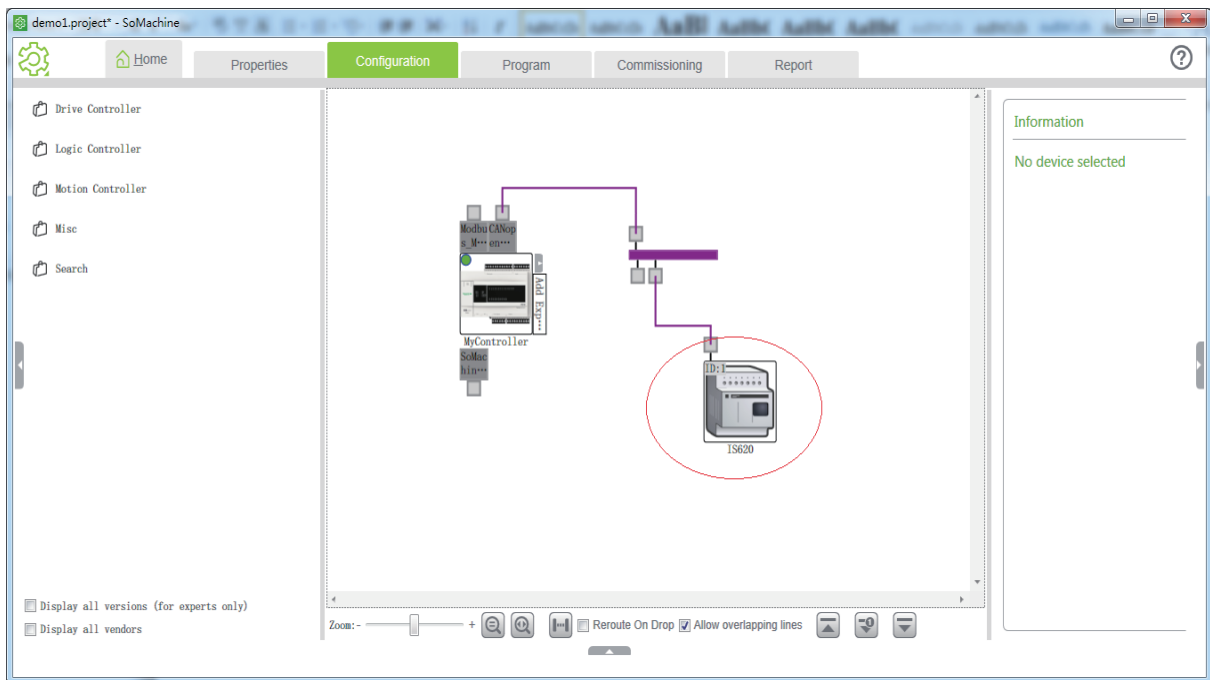 demo1.project* - SoMachine
Home
Properties
Configuration
Program
Commissioning
Report
Drive Controller
Logic Controller
Motion Controller
Misc
Search
Modbu
s_M…
CANop
en…
Add Exp…
MyController
SoMac
hin…
ID:1
IS620
Information
No device selected
Display all versions (for experts only)
Display all vendors
Zoom: - +
Reroute On Drop
Allow overlapping lines